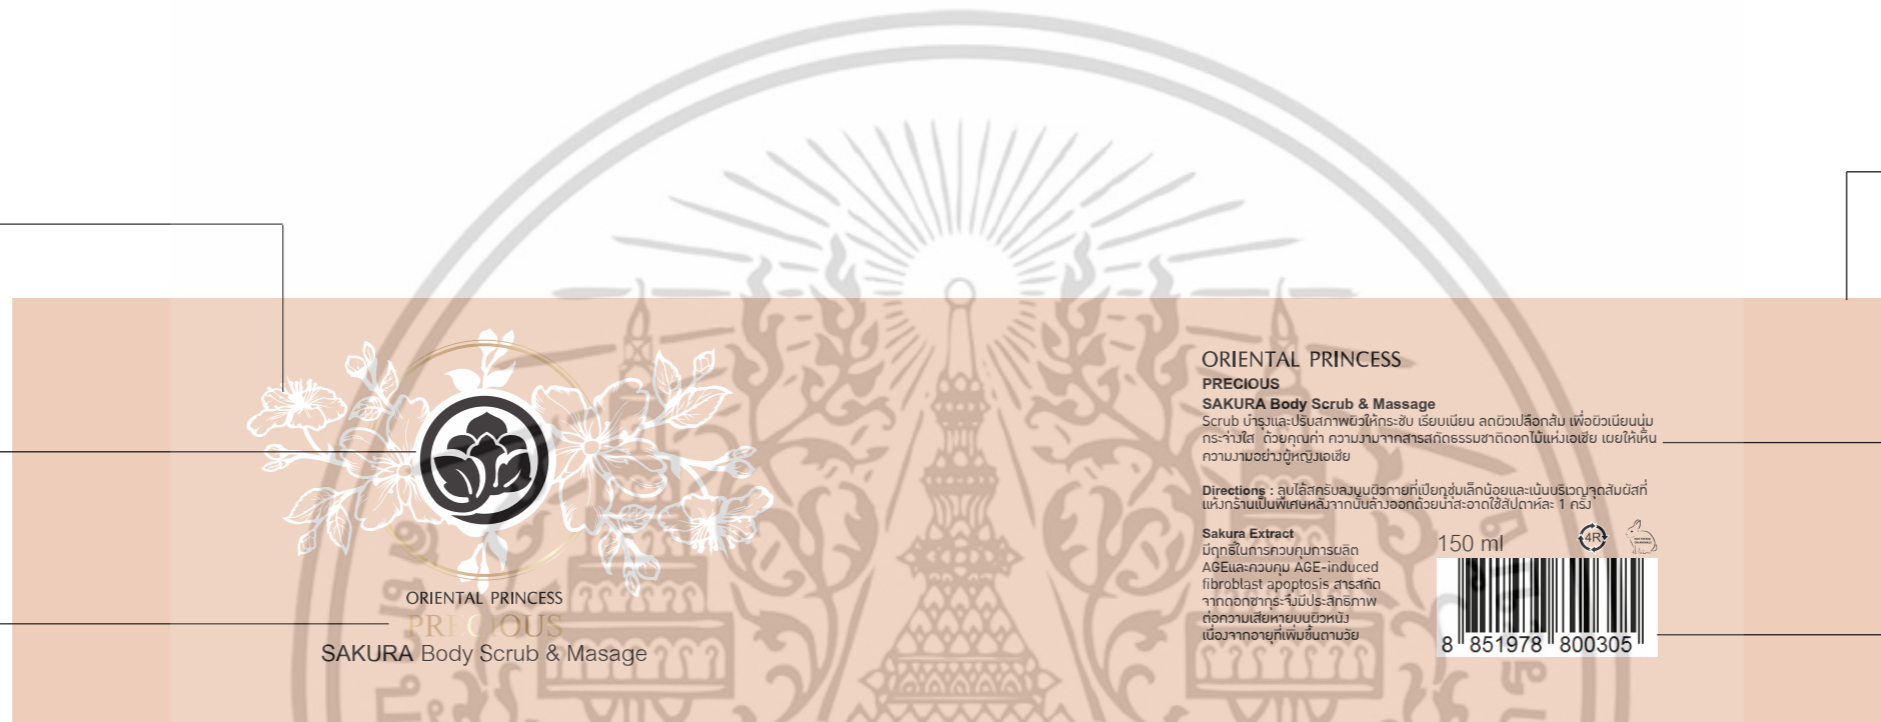 ORIENTAL PRINCESS
PRECIOUS
SAKURA Body Scrub & Masage
ORIENTAL PRINCESS
PRECIOUS
SAKURA Body Scrub & Massage
Scrub บำรุงและปรับสภาพผิวให้กระชับ เรียบเนียน ลดผิวเปลือกส้ม เพื่อผิวเนียนนุ่ม
กระจ่างใส ด้วยคุณค่า ความงามจากสารสกัดธรรมชาติดอกไม้แห่งเอเชีย เผยให้เห็น
ความงามอย่างผู้หญิงเอเชีย
Directions : ลูบไล้สครับลงบนผิวกายที่เปียกชุ่มเล็กน้อยและเน้นบริเวณจุดสัมผัสที่
แห้งกร้านเป็นพิเศษหลังจากนั้นล้างออกด้วยน้ำสะอาดใช้สัปดาห์ละ 1 ครั้ง
Sakura Extract
มีฤทธิ์ในการควบคุมการผลิต
AGEและควบคุม AGE-induced
fibroblast apoptosis สารสกัด
จากดอกซากุระจึงมีประสิทธิภาพ
ต่อความเสียหายบนผิวหนัง
เนื่องจากอายุที่เพิ่มขึ้นตามวัย
150 ml
4R
8 851978 800305